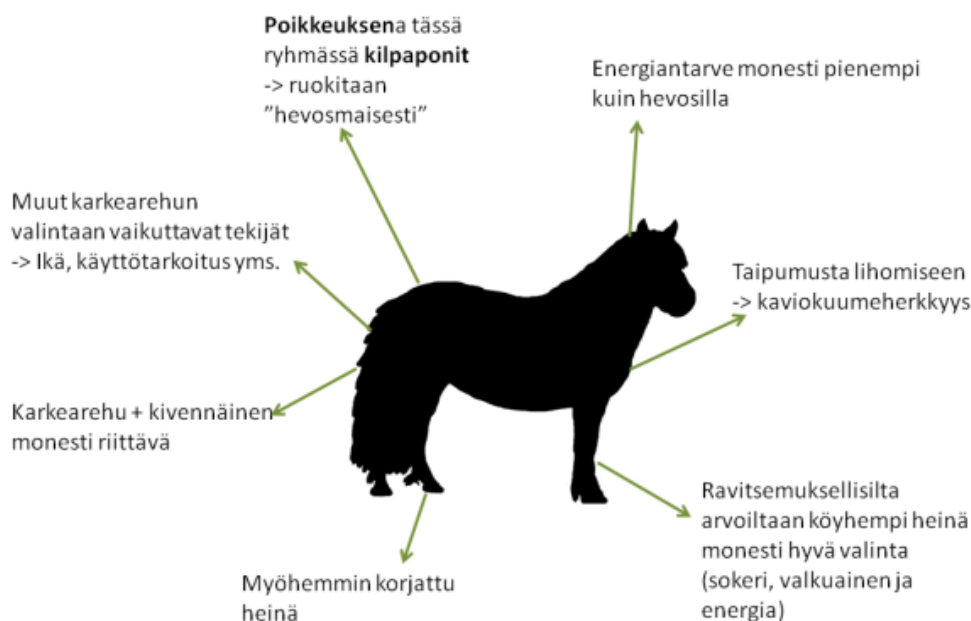 Poikkeuksena tässä
ryhmässä kilpaponit
-> ruokitaan
”hevosmaisesti”
Energiantarve monesti pienempi
kuin hevosilla
Muut karkearehun
valintaan vaikuttavat tekijät
-> Ikä, käyttötarkoitus yms.
Taipumusta lihomiseen
-> kaviokuumeherkkyys
Karkearehu + kivennäinen
monesti riittävä
Ravitsemuksellisilta
arvoiltaan köyhempi heinä
monesti hyvä valinta
(sokeri, valkuainen ja
energia)
Myöhemmin korjattu
heinä